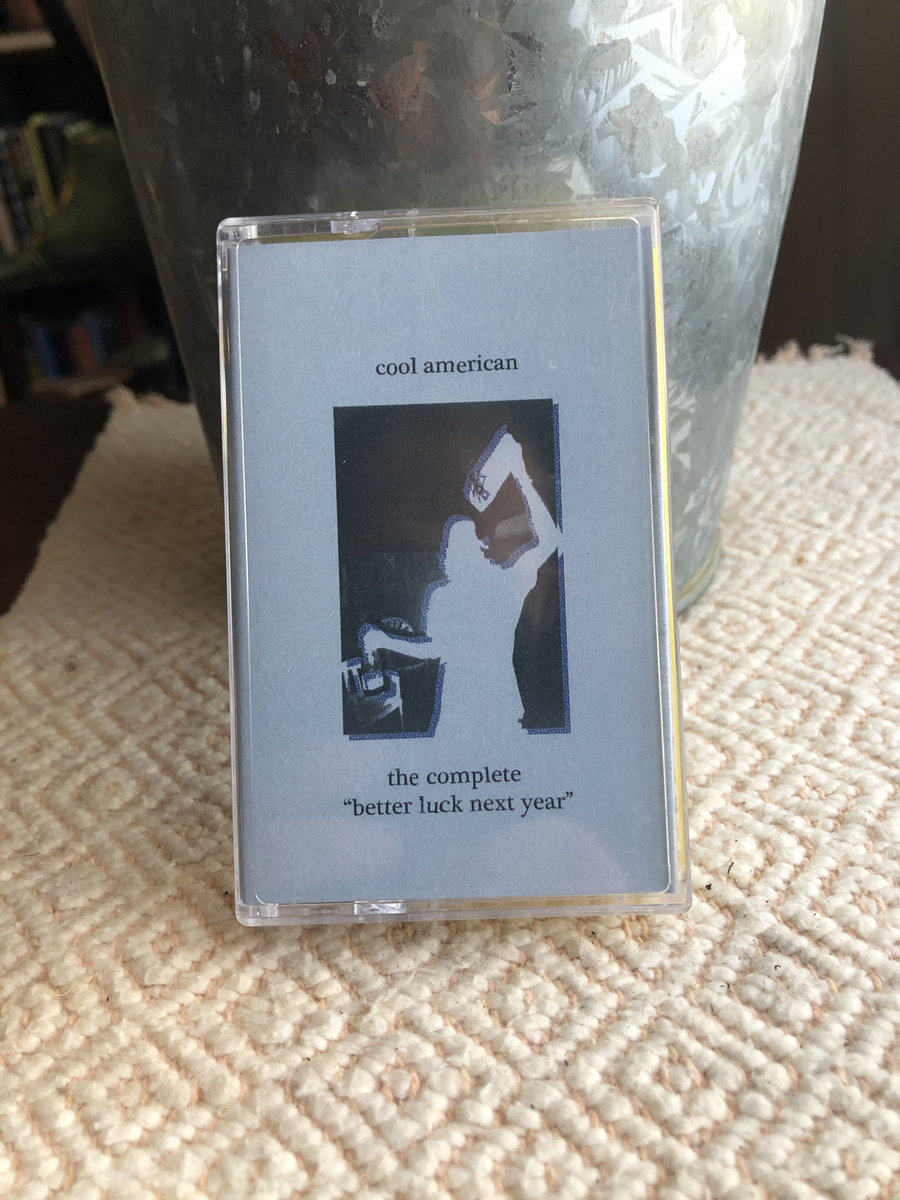 cool american
the complete
“better luck next year”